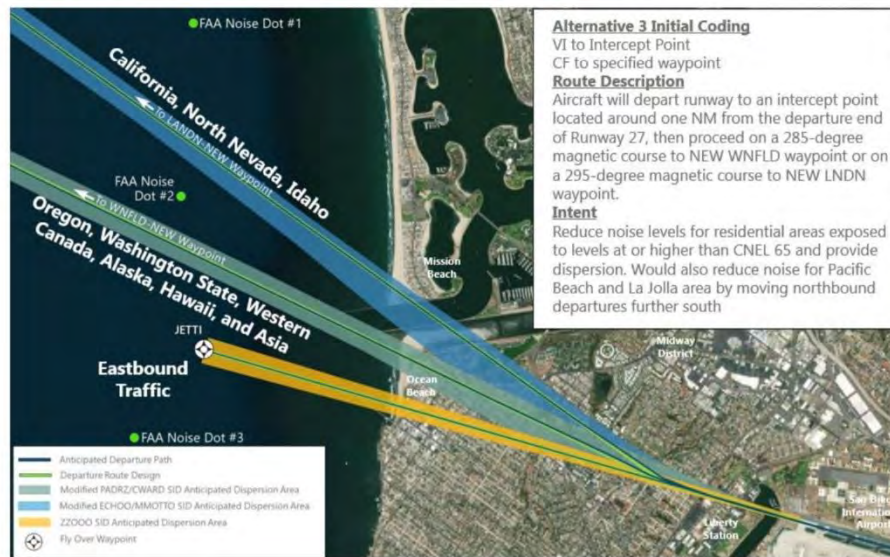 FAA Noise Dot #1
Alternative 3 Initial Coding
VI to Intercept Point
CF to specified waypoint
Route Description
Aircraft will depart runway to an intercept point
located around one NM from the departure end
of Runway 27, then proceed on a 285-degree
magnetic course to NEW WNFLD waypoint or on
a 295-degree magnetic course to NEW LNDN
waypoint.
Intent
Reduce noise levels for residential areas exposed
to levels at or higher than CNEL 65 and provide
dispersion. Would also reduce noise for Pacific
Beach and La Jolla area by moving northbound
departures further south
California, North Nevada, Idaho
To LANDN-NEW Waypoint
FAA Noise
Dot #2
To WNFLD-NEW Waypoint
Oregon, Washington State, Western
Canada, Alaska, Hawaii, and Asia
Mission
Beach
JETTI
Midway
District
Eastbound
Traffic
Ocean
Beach
FAA Noise Dot #3
Anticipated Departure Path
Departure Route Design
Modified PADRZ/CWARD SID Anticipated Dispersion Area
Modified ECHOO/MMOTTO SID Anticipated Dispersion Area
ZZOOO SID Anticipated Dispersion Area
Fly Over Waypoint
Liberty
Station
San Diego
International
Airport